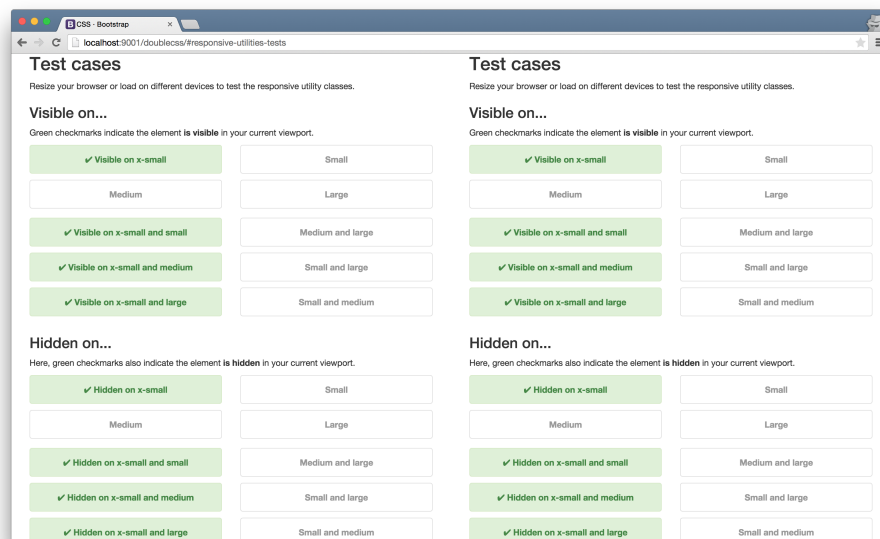 CSS · Bootstrap
localhost:9001/doublecss/#responsive-utilities-tests
Test cases
Resize your browser or load on different devices to test the responsive utility classes.
Visible on...
Green checkmarks indicate the element is visible in your current viewport.
✔ Visible on x-small
Small
Medium
Large
✔ Visible on x-small and small
Medium and large
✔ Visible on x-small and medium
Small and large
✔ Visible on x-small and large
Small and medium
Hidden on...
Here, green checkmarks also indicate the element is hidden in your current viewport.
✔ Hidden on x-small
Small
Medium
Large
✔ Hidden on x-small and small
Medium and large
✔ Hidden on x-small and medium
Small and large
✔ Hidden on x-small and large
Small and medium
Test cases
Resize your browser or load on different devices to test the responsive utility classes.
Visible on...
Green checkmarks indicate the element is visible in your current viewport.
✔ Visible on x-small
Small
Medium
Large
✔ Visible on x-small and small
Medium and large
✔ Visible on x-small and medium
Small and large
✔ Visible on x-small and large
Small and medium
Hidden on...
Here, green checkmarks also indicate the element is hidden in your current viewport.
✔ Hidden on x-small
Small
Medium
Large
✔ Hidden on x-small and small
Medium and large
✔ Hidden on x-small and medium
Small and large
✔ Hidden on x-small and large
Small and medium